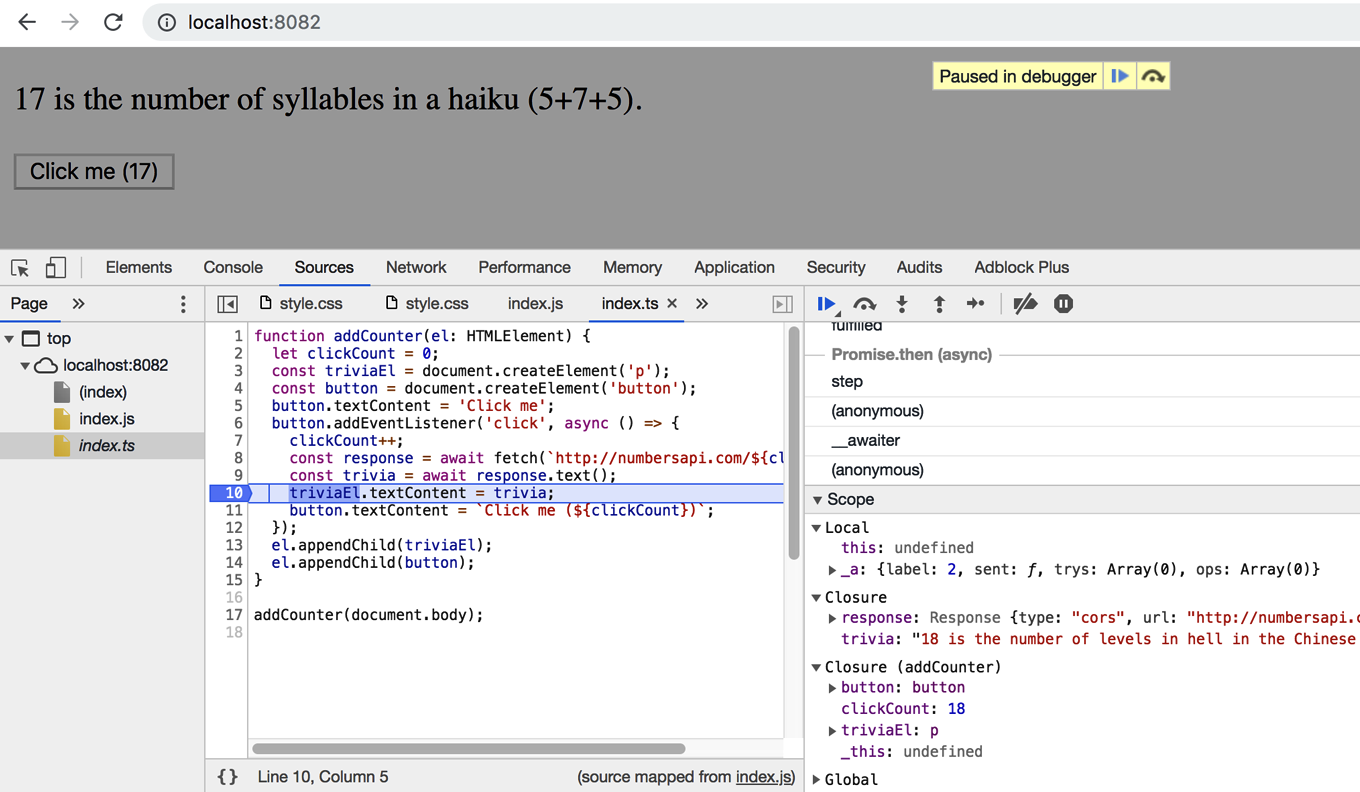 localhost:8082
Paused in debugger
17 is the number of syllables in a haiku (5+7+5).
Click me (17)
Elements Console Sources Network Performance Memory Application Security Audits Adblock Plus
Page » style.css style.css index.js index.ts × »
top
localhost:8082
(index)
index.js
index.ts
1 function addCounter(el: HTMLElement) {
2 let clickCount = 0;
3 const triviaEl = document.createElement('p');
4 const button = document.createElement('button');
5 button.textContent = 'Click me';
6 button.addEventListener('click', async () => {
7 clickCount++;
8 const response = await fetch(`http://numbersapi.com/${cl
9 const trivia = await response.text();
10 triviaEl.textContent = trivia;
11 button.textContent = `Click me (${clickCount})`;
12 });
13 el.appendChild(triviaEl);
14 el.appendChild(button);
15 }
16
17 addCounter(document.body);
18
{} Line 10, Column 5 (source mapped from index.js)
fulfilled
Promise.then (async)
step
(anonymous)
__awaiter
(anonymous)
Scope
Local
this: undefined
_a: {label: 2, sent: ƒ, trys: Array(0), ops: Array(0)}
Closure
response: Response {type: "cors", url: "http://numbersapi.c
trivia: "18 is the number of levels in hell in the Chinese
Closure (addCounter)
button: button
clickCount: 18
triviaEl: p
_this: undefined
Global